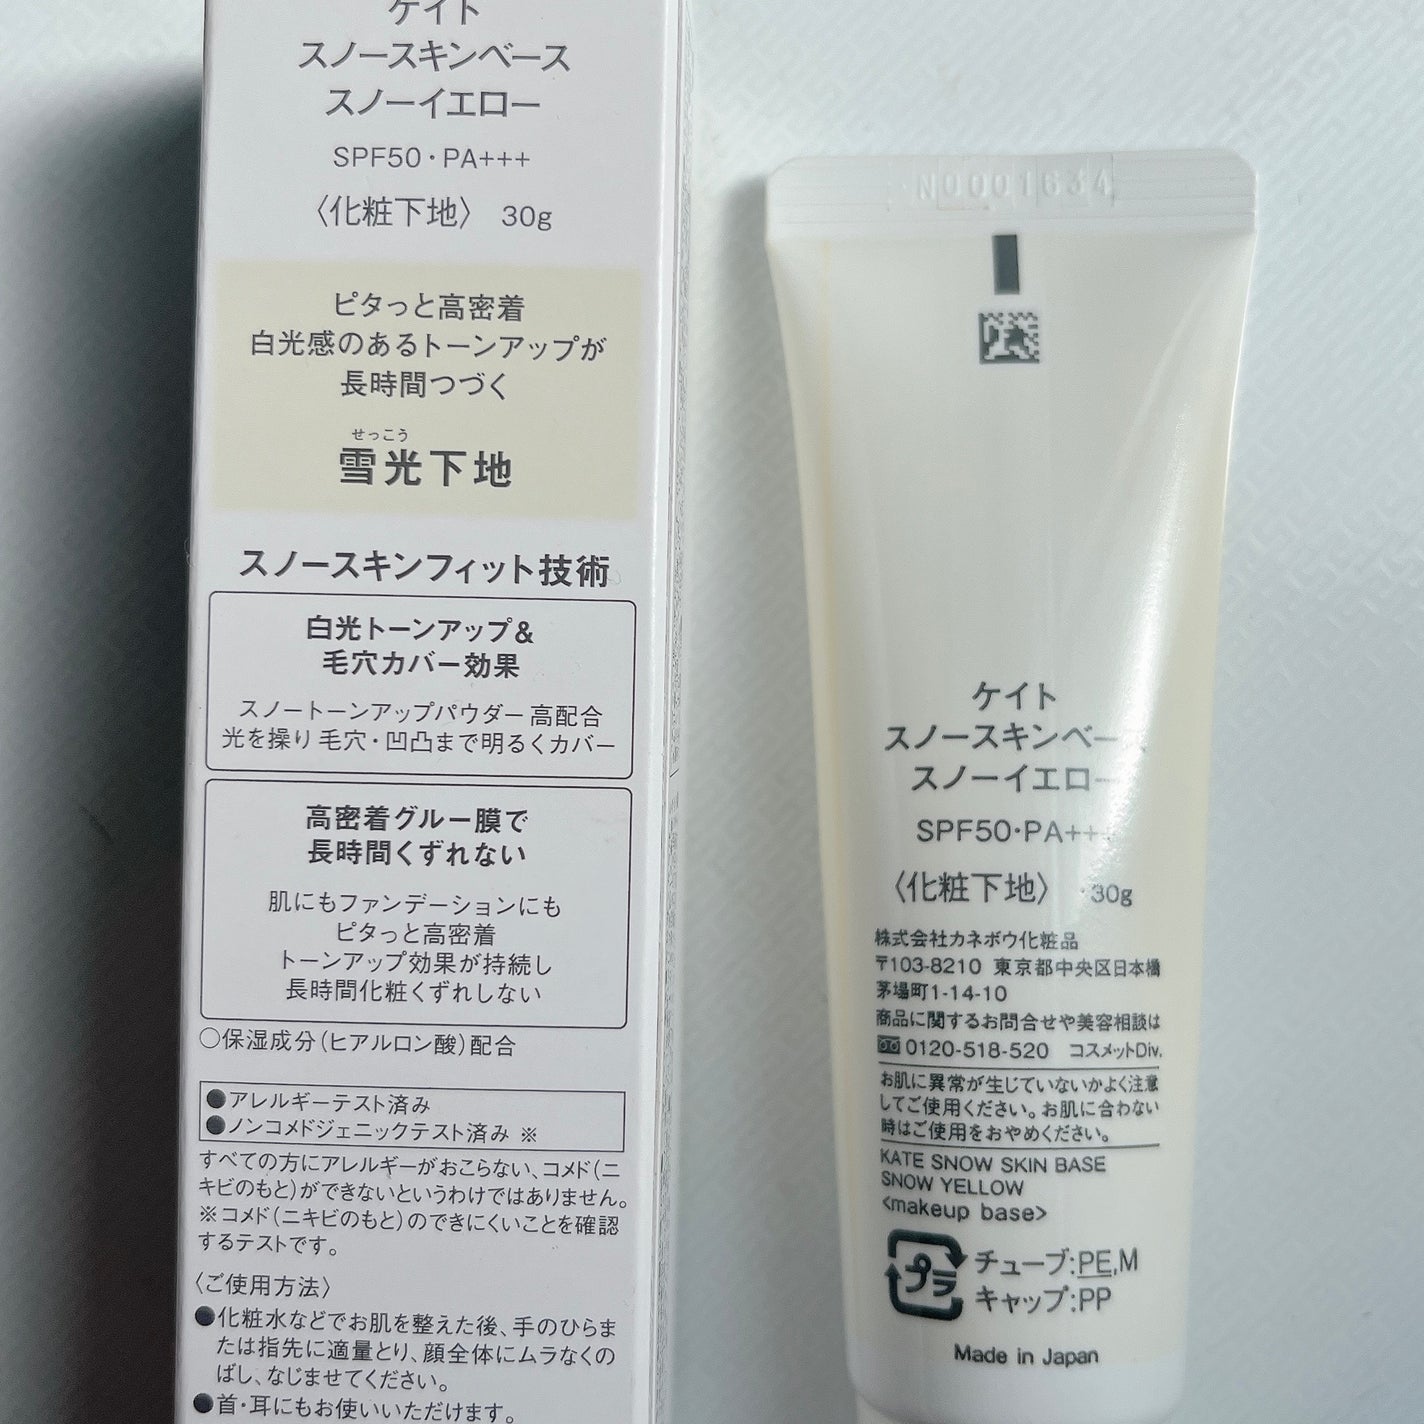 ケイト
スノースキンベース
スノーイエロー
SPF50・PA+++
〈化粧下地〉 30g
ピタっと高密着
白光感のあるトーンアップが
長時間つづく
せっこう
雪光下地
スノースキンフィット技術
白光トーンアップ&
毛穴カバー効果
スノートーンアップパウダー高配合
光を操り 毛穴・凹凸まで明るくカバー
高密着グルー膜で
長時間くずれない
肌にもファンデーションにも
ピタっと高密着
トーンアップ効果が持続し
長時間化粧くずれしない
○保湿成分(ヒアルロン酸)配合
●アレルギーテスト済み
●ノンコメドジェニックテスト済み ※
すべての方にアレルギーがおこらない、コメド(ニ
キビのもと)ができないというわけではありません。
※コメド(ニキビのもと)のできにくいことを確認
するテストです。
〈ご使用方法〉
●化粧水などでお肌を整えた後、手のひらま
たは指先に適量とり、顔全体にムラなくの
ばし、なじませてください。
●首・耳にもお使いいただけます。
N0001634
ケイト
スノースキンベー
スノーイエロー
SPF50・PA+++
〈化粧下地〉 30g
株式会社カネボウ化粧品
〒103-8210 東京都中央区日本橋
茅場町1-14-10
商品に関するお問合せや美容相談は
0120-518-520 コスメットDiv.
お肌に異常が生じていないかよく注意
してご使用ください。お肌に合わない
時はご使用をおやめください。
KATE SNOW SKIN BASE
SNOW YELLOW
<makeup base>
プラ チューブ:PE,M
キャップ:PP
Made in Japan